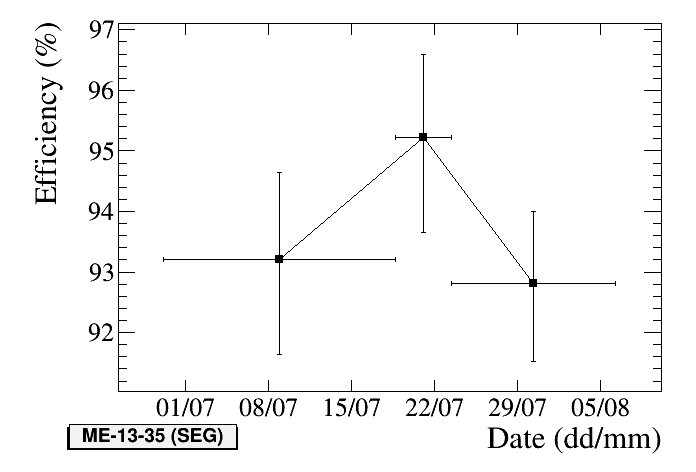 Efficiency (%)
97
96
95
94
93
92
01/07 08/07 15/07 22/07 29/07 05/08
Date (dd/mm)
ME-13-35 (SEG)